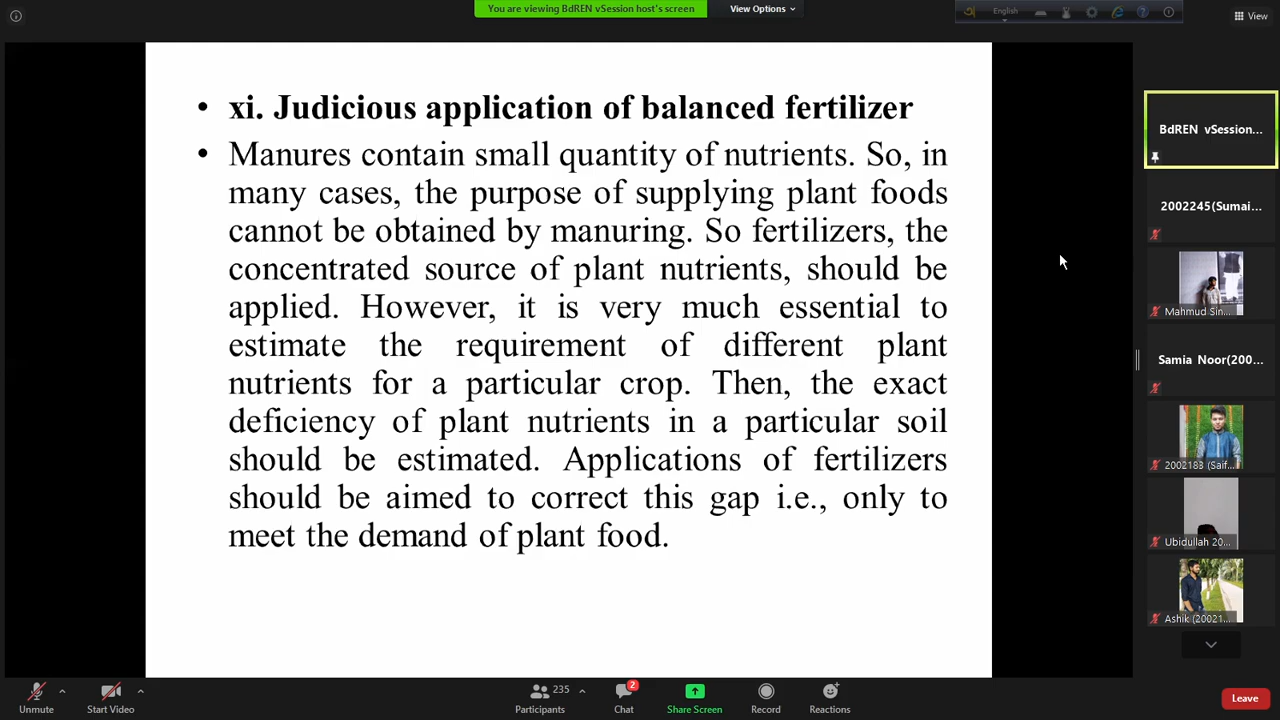 You are viewing BdREN vSession host's screen
View Options
English
View
• xi. Judicious application of balanced fertilizer
• Manures contain small quantity of nutrients. So, in
many cases, the purpose of supplying plant foods
cannot be obtained by manuring. So fertilizers, the
concentrated source of plant nutrients, should be
applied. However, it is very much essential to
estimate the requirement of different plant
nutrients for a particular crop. Then, the exact
deficiency of plant nutrients in a particular soil
should be estimated. Applications of fertilizers
should be aimed to correct this gap i.e., only to
meet the demand of plant food.
BdREN vSession...
2002245(Sumai...
Mahmud Sin...
Samia Noor(200...
2002183 (Saif...
Ubidullah 20...
Ashik (20021...
Unmute
Start Video
235
Participants
2
Chat
Share Screen
Record
Reactions
Leave